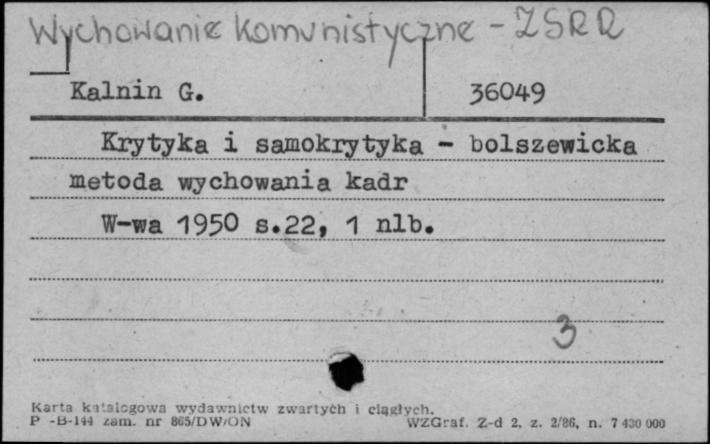 Wychowanie komunistyczne - ZSRR
Kalnin G. 36049
Krytyka i samokrytyka - bolszewicka
metoda wychowania kadr
W-wa 1950 s.22, 1 nlb.
3
Karta katalogowa wydawnictw zwartych i ciągłych.
P -B-144 zam. nr 865/DW/ON WZGraf. Z-d 2, z. 2/86, n. 7 430 000